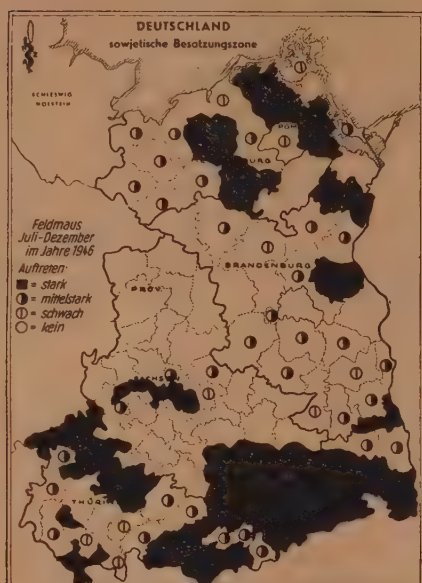 DEUTSCHLAND
sowjetische Besatzungszone
SCHLESWIG
HOLSTEIN
POM
BURG
Feldmaus
Juli-Dezember
im Jahre 1946
Auftreten:
= stark
= mittelstark
= schwach
= kein
BRANDENBURG
PROV.
SACHSEN
THÜRIN